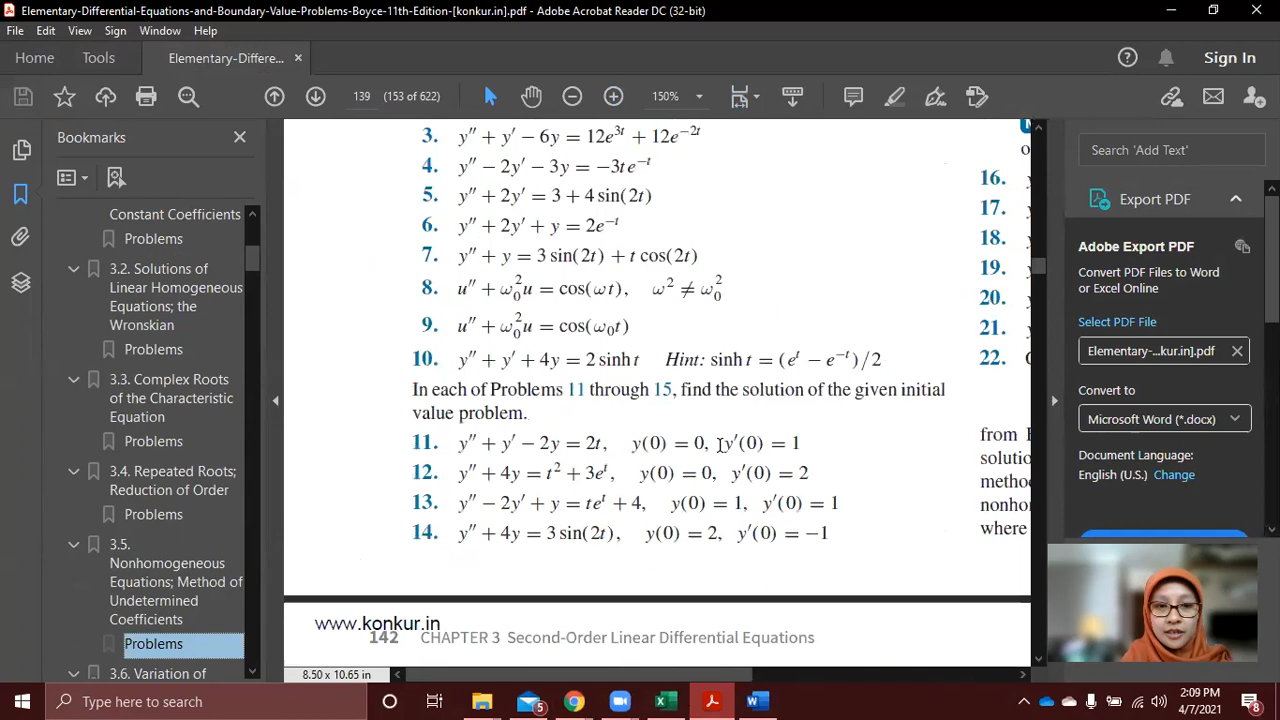 Elementary-Differential-Equations-and-Boundary-Value-Problems-Boyce-11th-Edition-[konkur.in].pdf - Adobe Acrobat Reader DC (32-bit)
File Edit View Sign Window Help
Home Tools Elementary-Differe... × Sign In
139 (153 of 622) 150%
Bookmarks
Constant Coefficients
Problems
3.2. Solutions of
Linear Homogeneous
Equations; the
Wronskian
Problems
3.3. Complex Roots
of the Characteristic
Equation
Problems
3.4. Repeated Roots;
Reduction of Order
Problems
3.5.
Nonhomogeneous
Equations; Method of
Undetermined
Coefficients
Problems
3.6. Variation of
3. y″ + y′ − 6y = 12e^{3t} + 12e^{−2t}
4. y″ − 2y′ − 3y = −3te^{−t}
5. y″ + 2y′ = 3 + 4 sin(2t)
6. y″ + 2y′ + y = 2e^{−t}
7. y″ + y = 3 sin(2t) + t cos(2t)
8. u″ + ω₀²u = cos(ωt), ω² ≠ ω₀²
9. u″ + ω₀²u = cos(ω₀t)
10. y″ + y′ + 4y = 2 sinh t Hint: sinh t = (e^t − e^{−t})/2
In each of Problems 11 through 15, find the solution of the given initial
value problem.
11. y″ + y′ − 2y = 2t, y(0) = 0, y′(0) = 1
12. y″ + 4y = t² + 3e^t, y(0) = 0, y′(0) = 2
13. y″ − 2y′ + y = te^t + 4, y(0) = 1, y′(0) = 1
14. y″ + 4y = 3 sin(2t), y(0) = 2, y′(0) = −1
www.konkur.in
142 CHAPTER 3 Second-Order Linear Differential Equations
8.50 x 10.65 in
16.
17.
18.
19.
20.
21.
22.
from
solution
method
nonhor
where
Search 'Add Text'
Export PDF
Adobe Export PDF
Convert PDF Files to Word
or Excel Online
Select PDF File
Elementary-...kur.in].pdf
Convert to
Microsoft Word (*.docx)
Document Language:
English (U.S.) Change
Type here to search
5
2:09 PM
4/7/2021
8